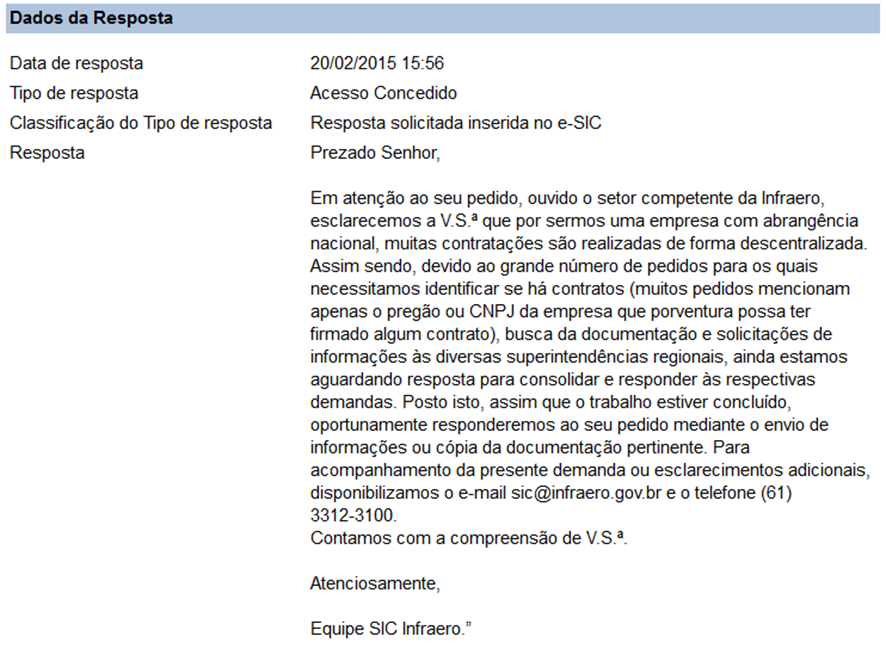 Dados da Resposta
Data de resposta 20/02/2015 15:56
Tipo de resposta Acesso Concedido
Classificação do Tipo de resposta Resposta solicitada inserida no e-SIC
Resposta Prezado Senhor,
Em atenção ao seu pedido, ouvido o setor competente da Infraero,
esclarecemos a V.S.ª que por sermos uma empresa com abrangência
nacional, muitas contratações são realizadas de forma descentralizada.
Assim sendo, devido ao grande número de pedidos para os quais
necessitamos identificar se há contratos (muitos pedidos mencionam
apenas o pregão ou CNPJ da empresa que porventura possa ter
firmado algum contrato), busca da documentação e solicitações de
informações às diversas superintendências regionais, ainda estamos
aguardando resposta para consolidar e responder às respectivas
demandas. Posto isto, assim que o trabalho estiver concluído,
oportunamente responderemos ao seu pedido mediante o envio de
informações ou cópia da documentação pertinente. Para
acompanhamento da presente demanda ou esclarecimentos adicionais,
disponibilizamos o e-mail sic@infraero.gov.br e o telefone (61)
3312-3100.
Contamos com a compreensão de V.S.ª.
Atenciosamente,
Equipe SIC Infraero.”